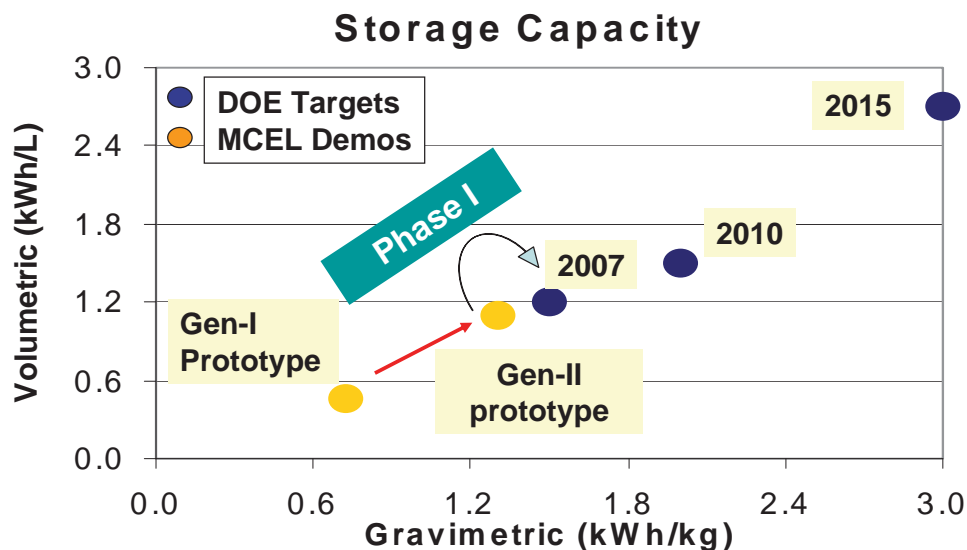 Storage Capacity
Volumetric (kWh/L)
3.0
2.4
1.8
1.2
0.6
0.0
DOE Targets
MCEL Demos
2015
Phase I
2010
2007
Gen-I
Prototype
Gen-II
prototype
0.0 0.6 1.2 1.8 2.4 3.0
Gravimetric (kWh/kg)